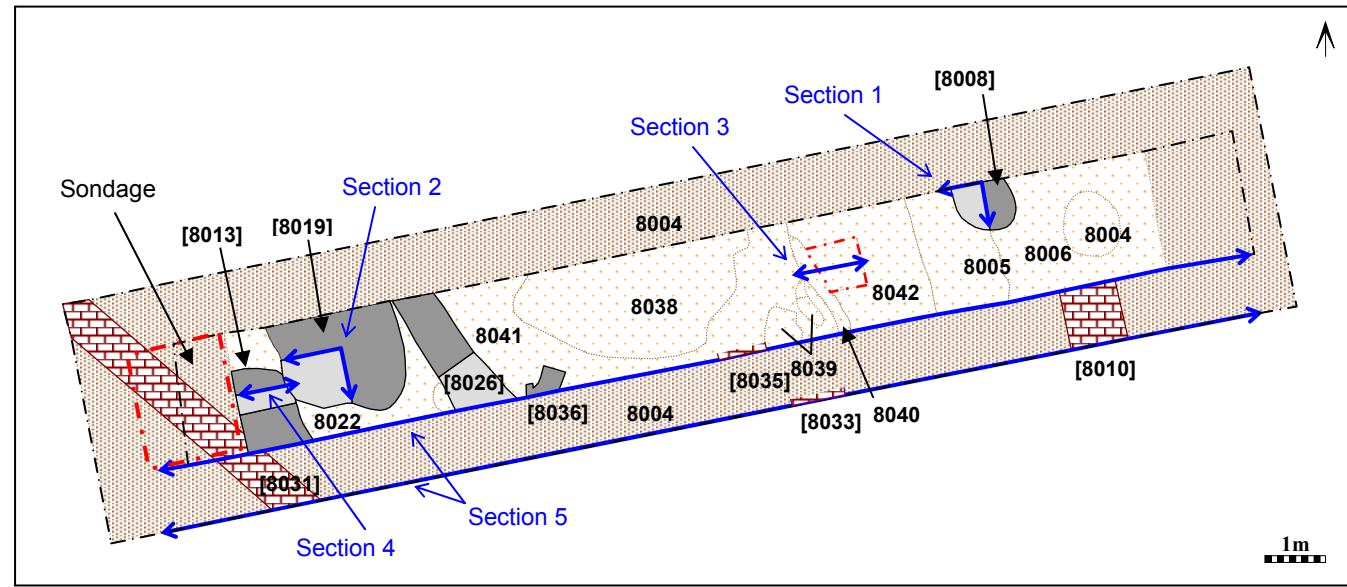 [8008]
Section 1
Section 3
Sondage
Section 2
[8019]
[8013]
8004
8004
8006
8005
8042
8038
8041
[8026]
[8036]
8022
8004
[8035]
8039
[8033]
8040
[8010]
[8031]
Section 5
Section 4
1m